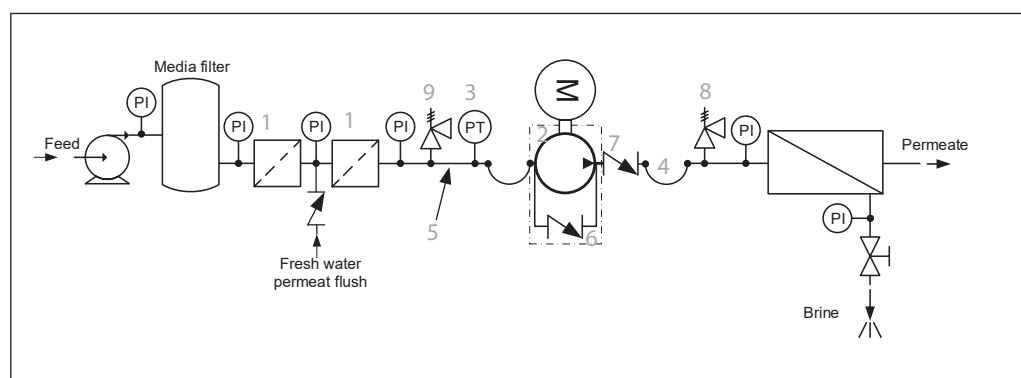 Media filter
PI
9
3
M
8
Feed
PI
1
PI
1
PI
PT
2
7
4
PI
Permeate
5
6
PI
Fresh water
permeat flush
Brine